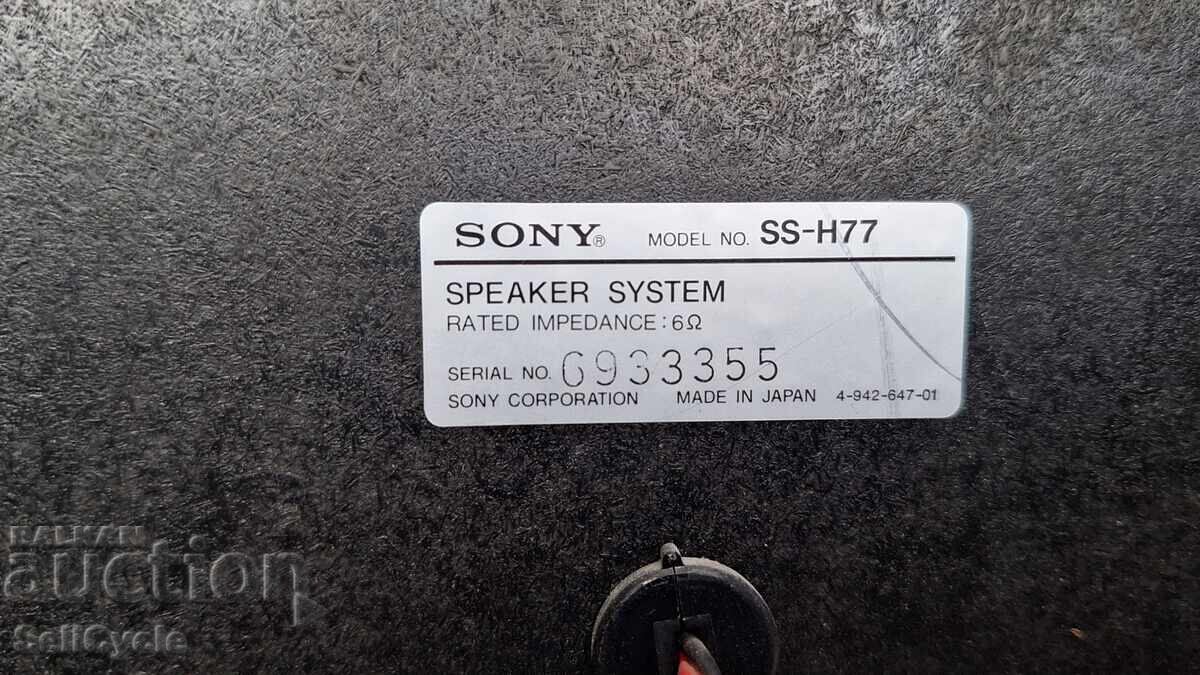 SONY® MODEL NO. SS-H77
SPEAKER SYSTEM
RATED IMPEDANCE : 6Ω
SERIAL NO. 6933355
SONY CORPORATION MADE IN JAPAN 4-942-647-01
BALKAN
auction
SellCycle